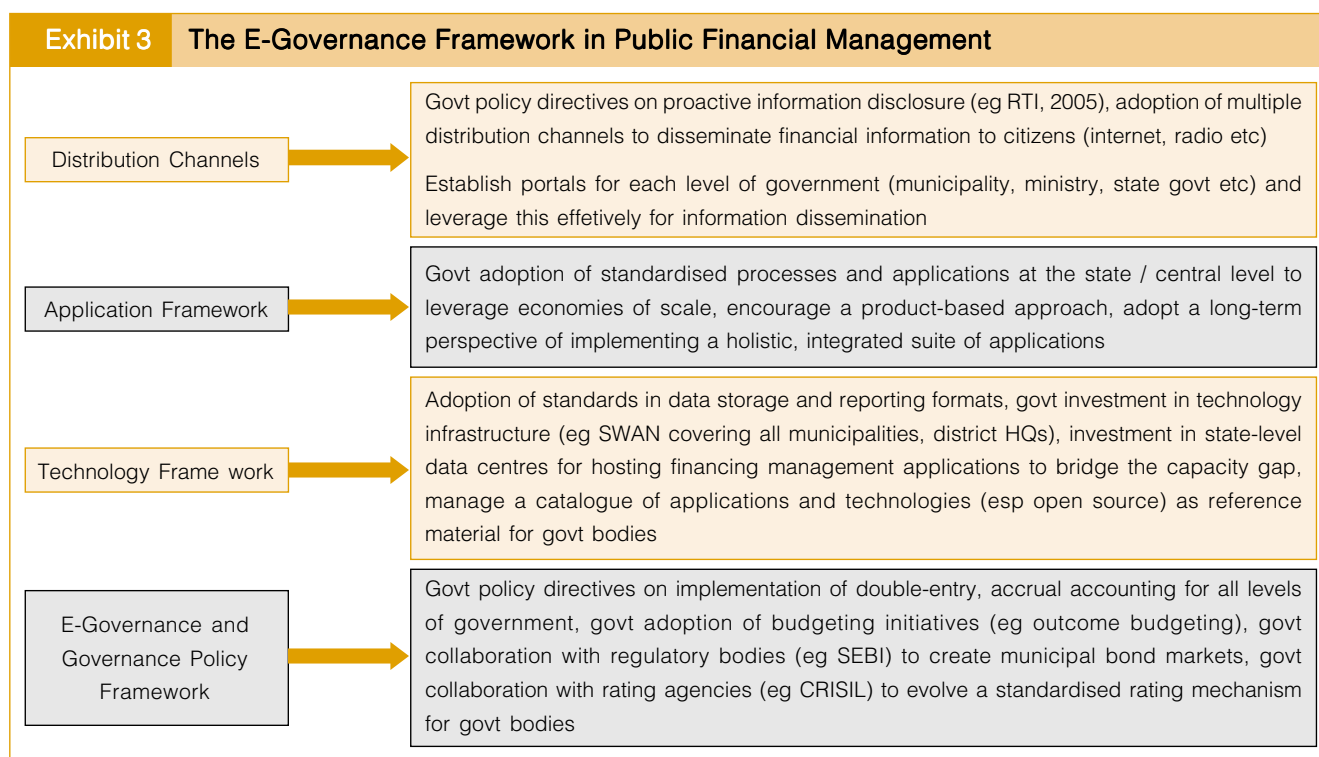 Exhibit 3 The E-Governance Framework in Public Financial Management
Distribution Channels
Govt policy directives on proactive information disclosure (eg RTI, 2005), adoption of multiple
distribution channels to disseminate financial information to citizens (internet, radio etc)
Establish portals for each level of government (municipality, ministry, state govt etc) and
leverage this effetively for information dissemination
Application Framework
Govt adoption of standardised processes and applications at the state / central level to
leverage economies of scale, encourage a product-based approach, adopt a long-term
perspective of implementing a holistic, integrated suite of applications
Technology Frame work
Adoption of standards in data storage and reporting formats, govt investment in technology
infrastructure (eg SWAN covering all municipalities, district HQs), investment in state-level
data centres for hosting financing management applications to bridge the capacity gap,
manage a catalogue of applications and technologies (esp open source) as reference
material for govt bodies
E-Governance and
Governance Policy
Framework
Govt policy directives on implementation of double-entry, accrual accounting for all levels
of government, govt adoption of budgeting initiatives (eg outcome budgeting), govt
collaboration with regulatory bodies (eg SEBI) to create municipal bond markets, govt
collaboration with rating agencies (eg CRISIL) to evolve a standardised rating mechanism
for govt bodies